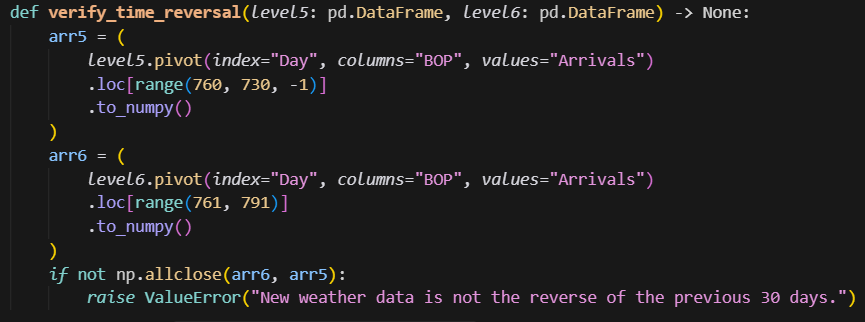 def verify_time_reversal(level5: pd.DataFrame, level6: pd.DataFrame) -> None:
    arr5 = (
        level5.pivot(index="Day", columns="BOP", values="Arrivals")
        .loc[range(760, 730, -1)]
        .to_numpy()
    )
    arr6 = (
        level6.pivot(index="Day", columns="BOP", values="Arrivals")
        .loc[range(761, 791)]
        .to_numpy()
    )
    if not np.allclose(arr6, arr5):
        raise ValueError("New weather data is not the reverse of the previous 30 days.")